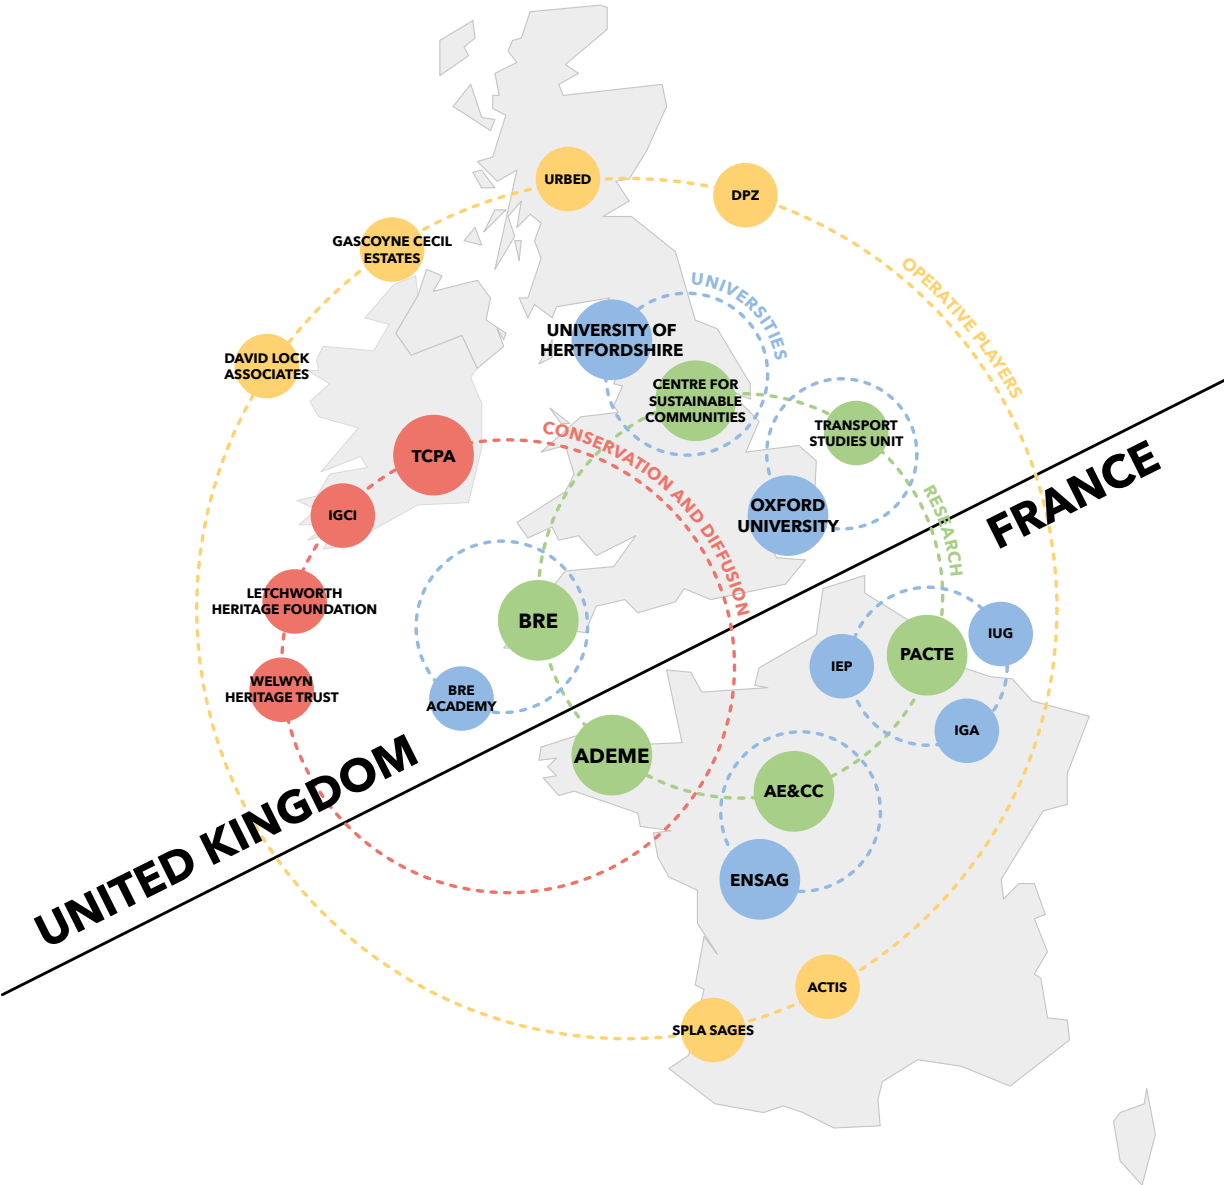 URBED
DPZ
GASCOYNE CECIL
ESTATES
OPERATIVE PLAYERS
UNIVERSITIES
UNIVERSITY OF
HERTFORDSHIRE
DAVID LOCK
ASSOCIATES
CENTRE FOR
SUSTAINABLE
COMMUNITIES
TRANSPORT
STUDIES UNIT
CONSERVATION AND DIFFUSION
TCPA
IGCI
OXFORD
UNIVERSITY
RESEARCH
FRANCE
LETCHWORTH
HERITAGE FOUNDATION
BRE
IUG
PACTE
IEP
WELWYN
HERITAGE TRUST
BRE
ACADEMY
IGA
ADEME
AE&CC
UNITED KINGDOM
ENSAG
ACTIS
SPLA SAGES